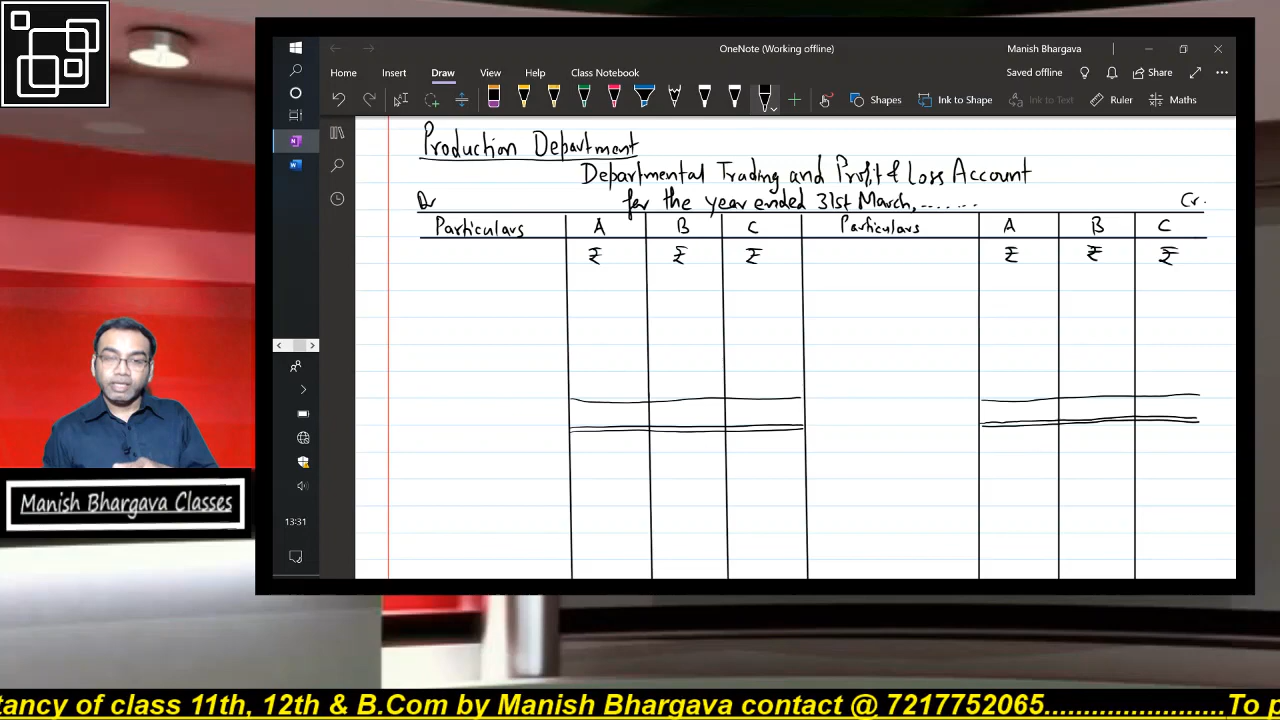 OneNote (Working offline)
Manish Bhargava
Home Insert Draw View Help Class Notebook
Saved offline
Share
Shapes
Ink to Shape
Ink to Text
Ruler
Maths
Production Department
Departmental Trading and Profit & Loss Account
Dr for the year ended 31st March, ....... Cr.
Particulars A B C Particulars A B C
₹ ₹ ₹ ₹ ₹ ₹
Manish Bhargava Classes
13:31
tancy of class 11th, 12th & B.Com by Manish Bhargava contact @ 7217752065.......................To p